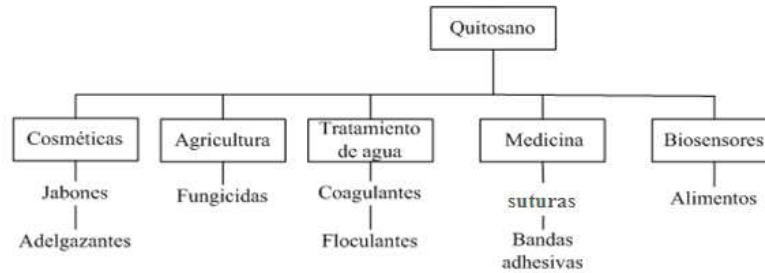 Quitosano
Cosméticas
Agricultura
Tratamiento
de agua
Medicina
Biosensores
Jabones
Fungicidas
Coagulantes
suturas
Alimentos
Adelgazantes
Floculantes
Bandas
adhesivas